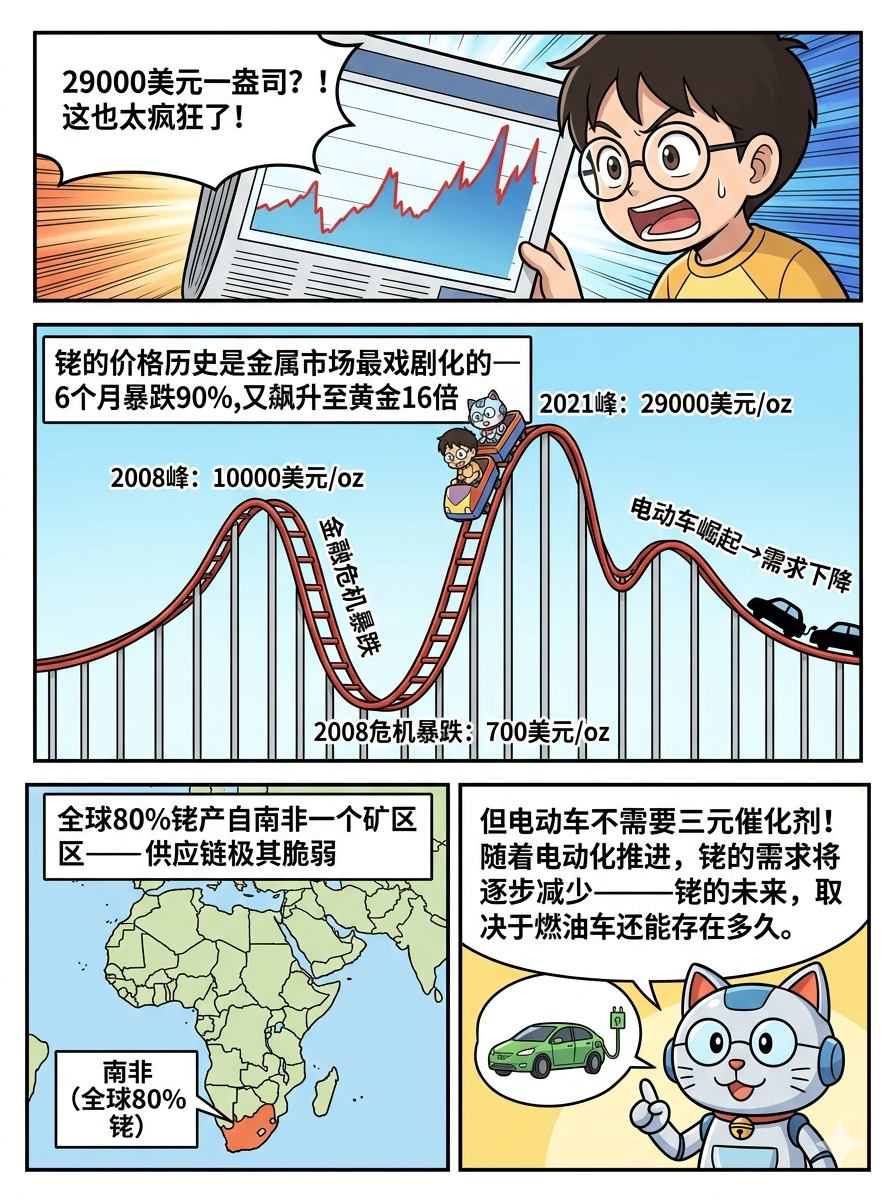 29000美元一盎司？！
这也太疯狂了！
铑的价格历史是金属市场最戏剧化的—
6个月暴跌90%,又飙升至黄金16倍
2021峰：29000美元/oz
2008峰：10000美元/oz
金融危机暴跌
电动车崛起→需求下降
2008危机暴跌：700美元/oz
全球80%铑产自南非一个矿区
区——供应链极其脆弱
南非
（全球80%
铑）
但电动车不需要三元催化剂！
随着电动化推进，铑的需求将
逐步减少———铑的未来，取
决于燃油车还能存在多久。